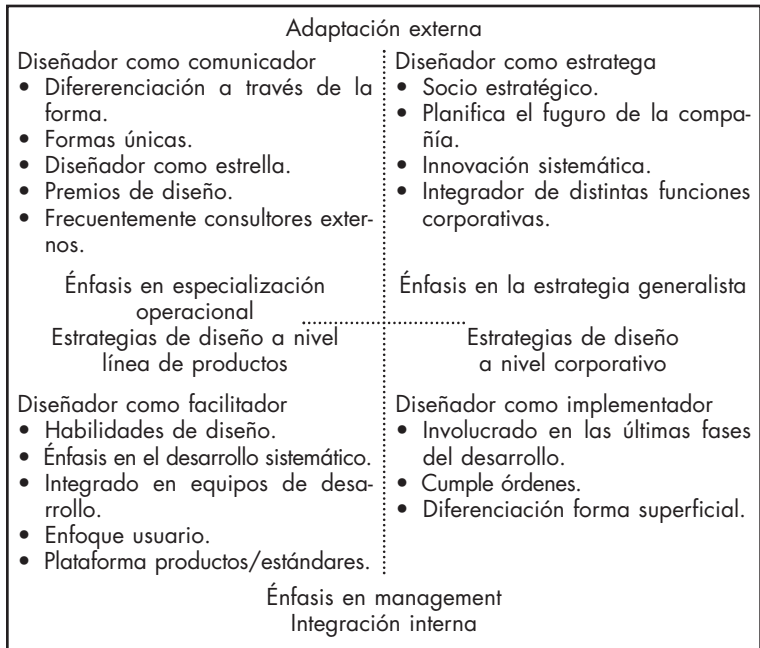 Adaptación externa
Diseñador como comunicador
• Difererenciación a través de la
forma.
• Formas únicas.
• Diseñador como estrella.
• Premios de diseño.
• Frecuentemente consultores exter-
nos.
Diseñador como estratega
• Socio estratégico.
• Planifica el fuguro de la compa-
ñía.
• Innovación sistemática.
• Integrador de distintas funciones
corporativas.
Énfasis en especialización
operacional
Estrategias de diseño a nivel
línea de productos
Énfasis en la estrategia generalista
Estrategias de diseño
a nivel corporativo
Diseñador como facilitador
• Habilidades de diseño.
• Énfasis en el desarrollo sistemático.
• Integrado en equipos de desa-
rrollo.
• Enfoque usuario.
• Plataforma productos/estándares.
Diseñador como implementador
• Involucrado en las últimas fases
del desarrollo.
• Cumple órdenes.
• Diferenciación forma superficial.
Énfasis en management
Integración interna